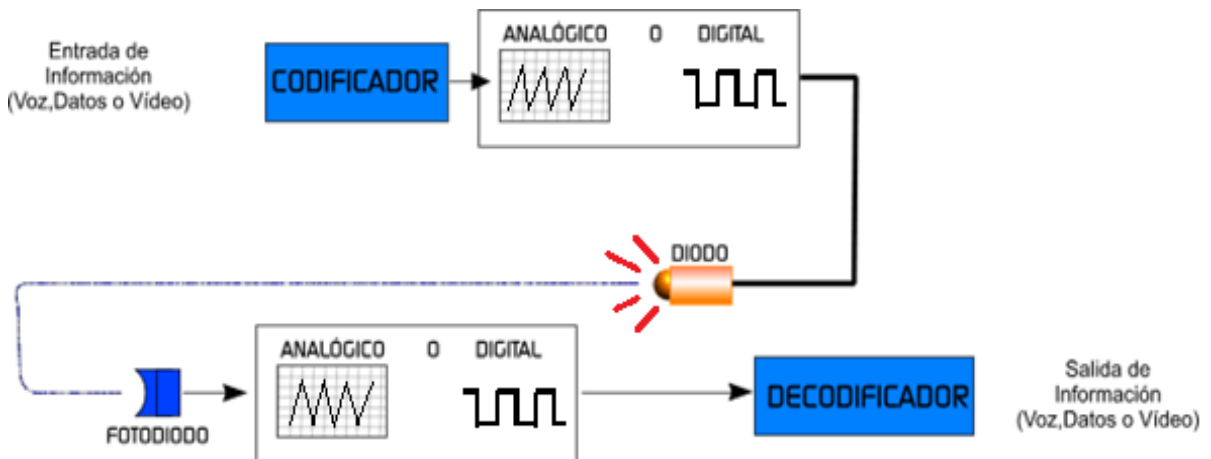 Entrada de
Información
(Voz,Datos o Vídeo)
CODIFICADOR
ANALÓGICO O DIGITAL
DIODO
FOTODIODO
ANALÓGICO O DIGITAL
DECODIFICADOR
Salida de
Información
(Voz,Datos o Vídeo)